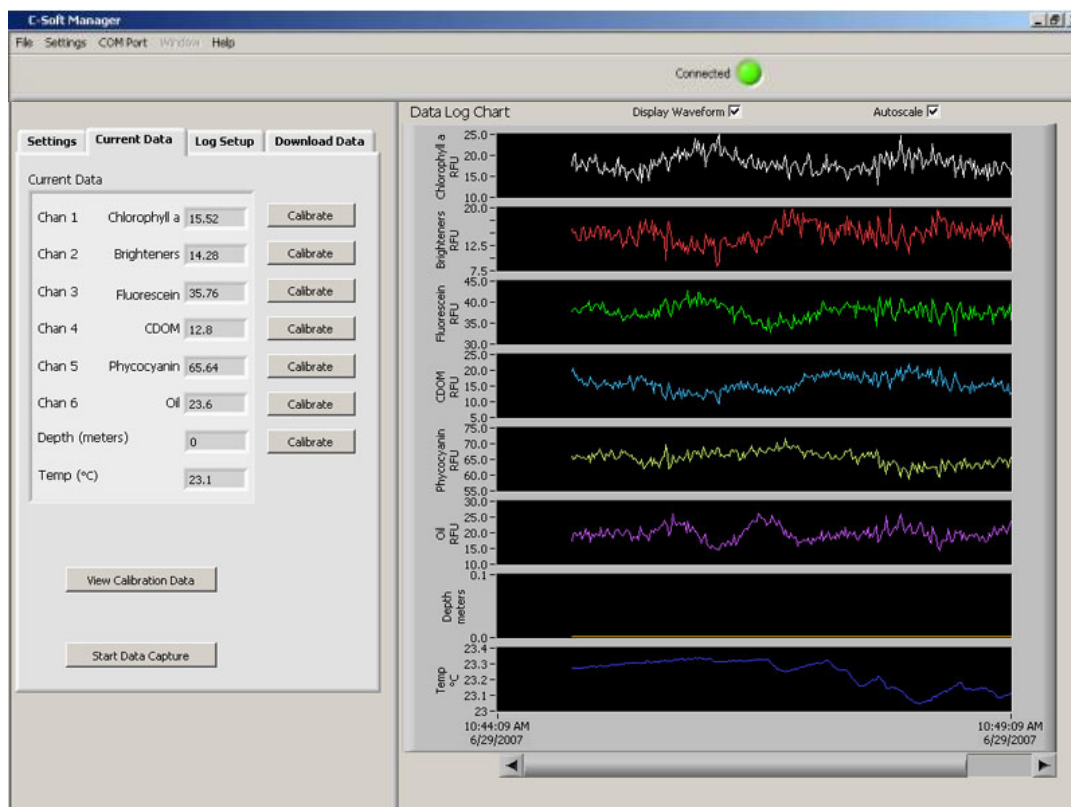 C-Soft Manager
File Settings COM Port Window Help
Connected
Settings Current Data Log Setup Download Data
Current Data
Chan 1 Chlorophyll a 15.52 Calibrate
Chan 2 Brighteners 14.28 Calibrate
Chan 3 Fluorescein 35.76 Calibrate
Chan 4 CDOM 12.8 Calibrate
Chan 5 Phycocyanin 65.64 Calibrate
Chan 6 Oil 23.6 Calibrate
Depth (meters) 0 Calibrate
Temp (°C) 23.1
View Calibration Data
Start Data Capture
Data Log Chart Display Waveform Autoscale
Chlorophyll a
RFU
25.0
20.0
15.0
10.0
Brighteners
RFU
20.0
12.5
7.5
Fluorescein
RFU
45.0
40.0
35.0
30.0
CDOM
RFU
25.0
20.0
15.0
10.0
5.0
Phycocyanin
RFU
75.0
70.0
65.0
60.0
55.0
Oil
RFU
30.0
25.0
20.0
15.0
10.0
Depth
meters
0.1
0.0
Temp
°C
23.4
23.3
23.2
23.1
23
10:44:09 AM 10:49:09 AM
6/29/2007 6/29/2007